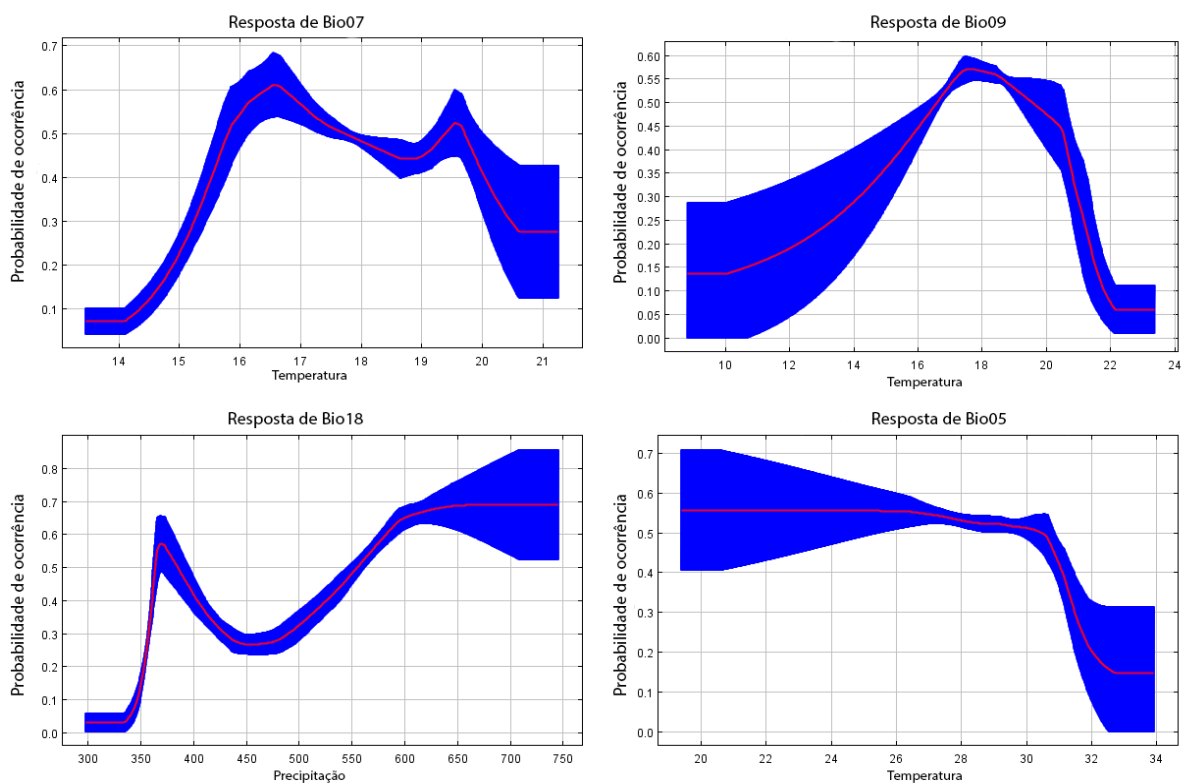 Resposta de Bio07
Probabilidade de ocorrência
0.7
0.6
0.5
0.4
0.3
0.2
0.1
14 15 16 17 18 19 20 21
Temperatura
Resposta de Bio09
Probabilidade de ocorrência
0.60
0.55
0.50
0.45
0.40
0.35
0.30
0.25
0.20
0.15
0.10
0.05
0.00
10 12 14 16 18 20 22 24
Temperatura
Resposta de Bio18
Probabilidade de ocorrência
0.8
0.7
0.6
0.5
0.4
0.3
0.2
0.1
0.0
300 350 400 450 500 550 600 650 700 750
Precipitação
Resposta de Bio05
Probabilidade de ocorrência
0.7
0.6
0.5
0.4
0.3
0.2
0.1
0.0
20 22 24 26 28 30 32 34
Temperatura